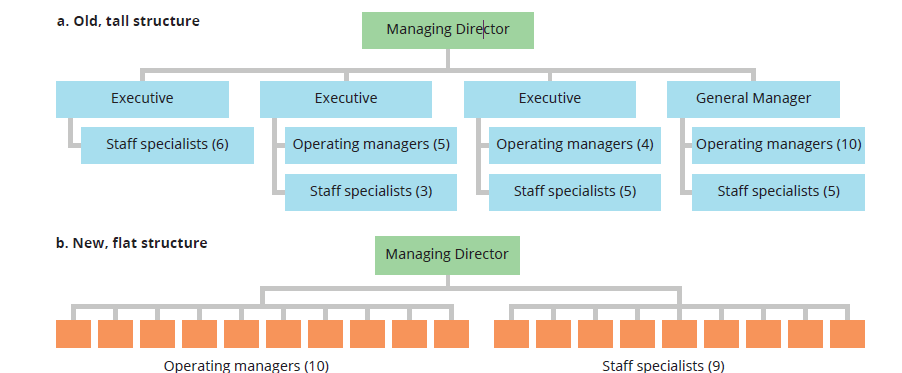 a. Old, tall structure
Managing Director
Executive
Executive
Executive
General Manager
Staff specialists (6)
Operating managers (5)
Operating managers (4)
Operating managers (10)
Staff specialists (3)
Staff specialists (5)
Staff specialists (5)
b. New, flat structure
Managing Director
Operating managers (10)
Staff specialists (9)